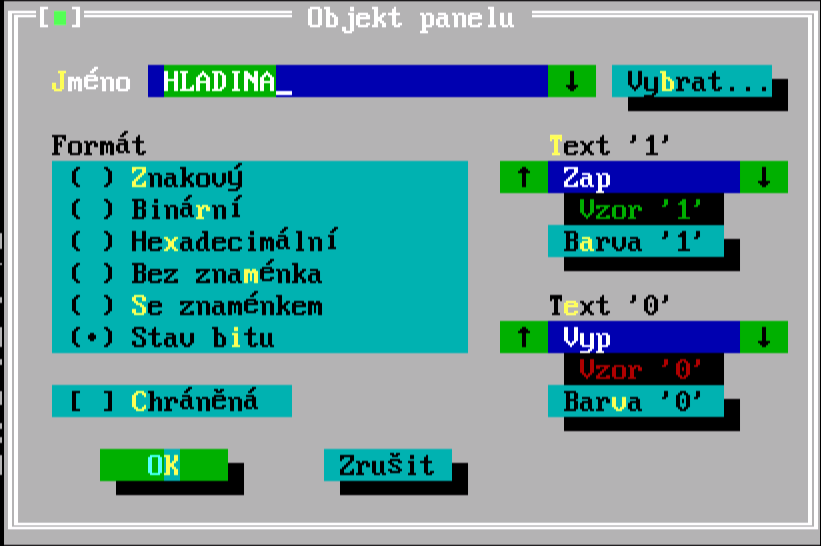 [■] Objekt panelu
Jméno HLADINA_ ↓ Vybrat...
Formát
( ) Znakový
( ) Binární
( ) Hexadecimální
( ) Bez znaménka
( ) Se znaménkem
(•) Stav bitu
[ ] Chráněná
Text '1'
↑ Zap ↓
Vzor '1'
Barva '1'
Text '0'
↑ Vyp ↓
Vzor '0'
Barva '0'
OK Zrušit